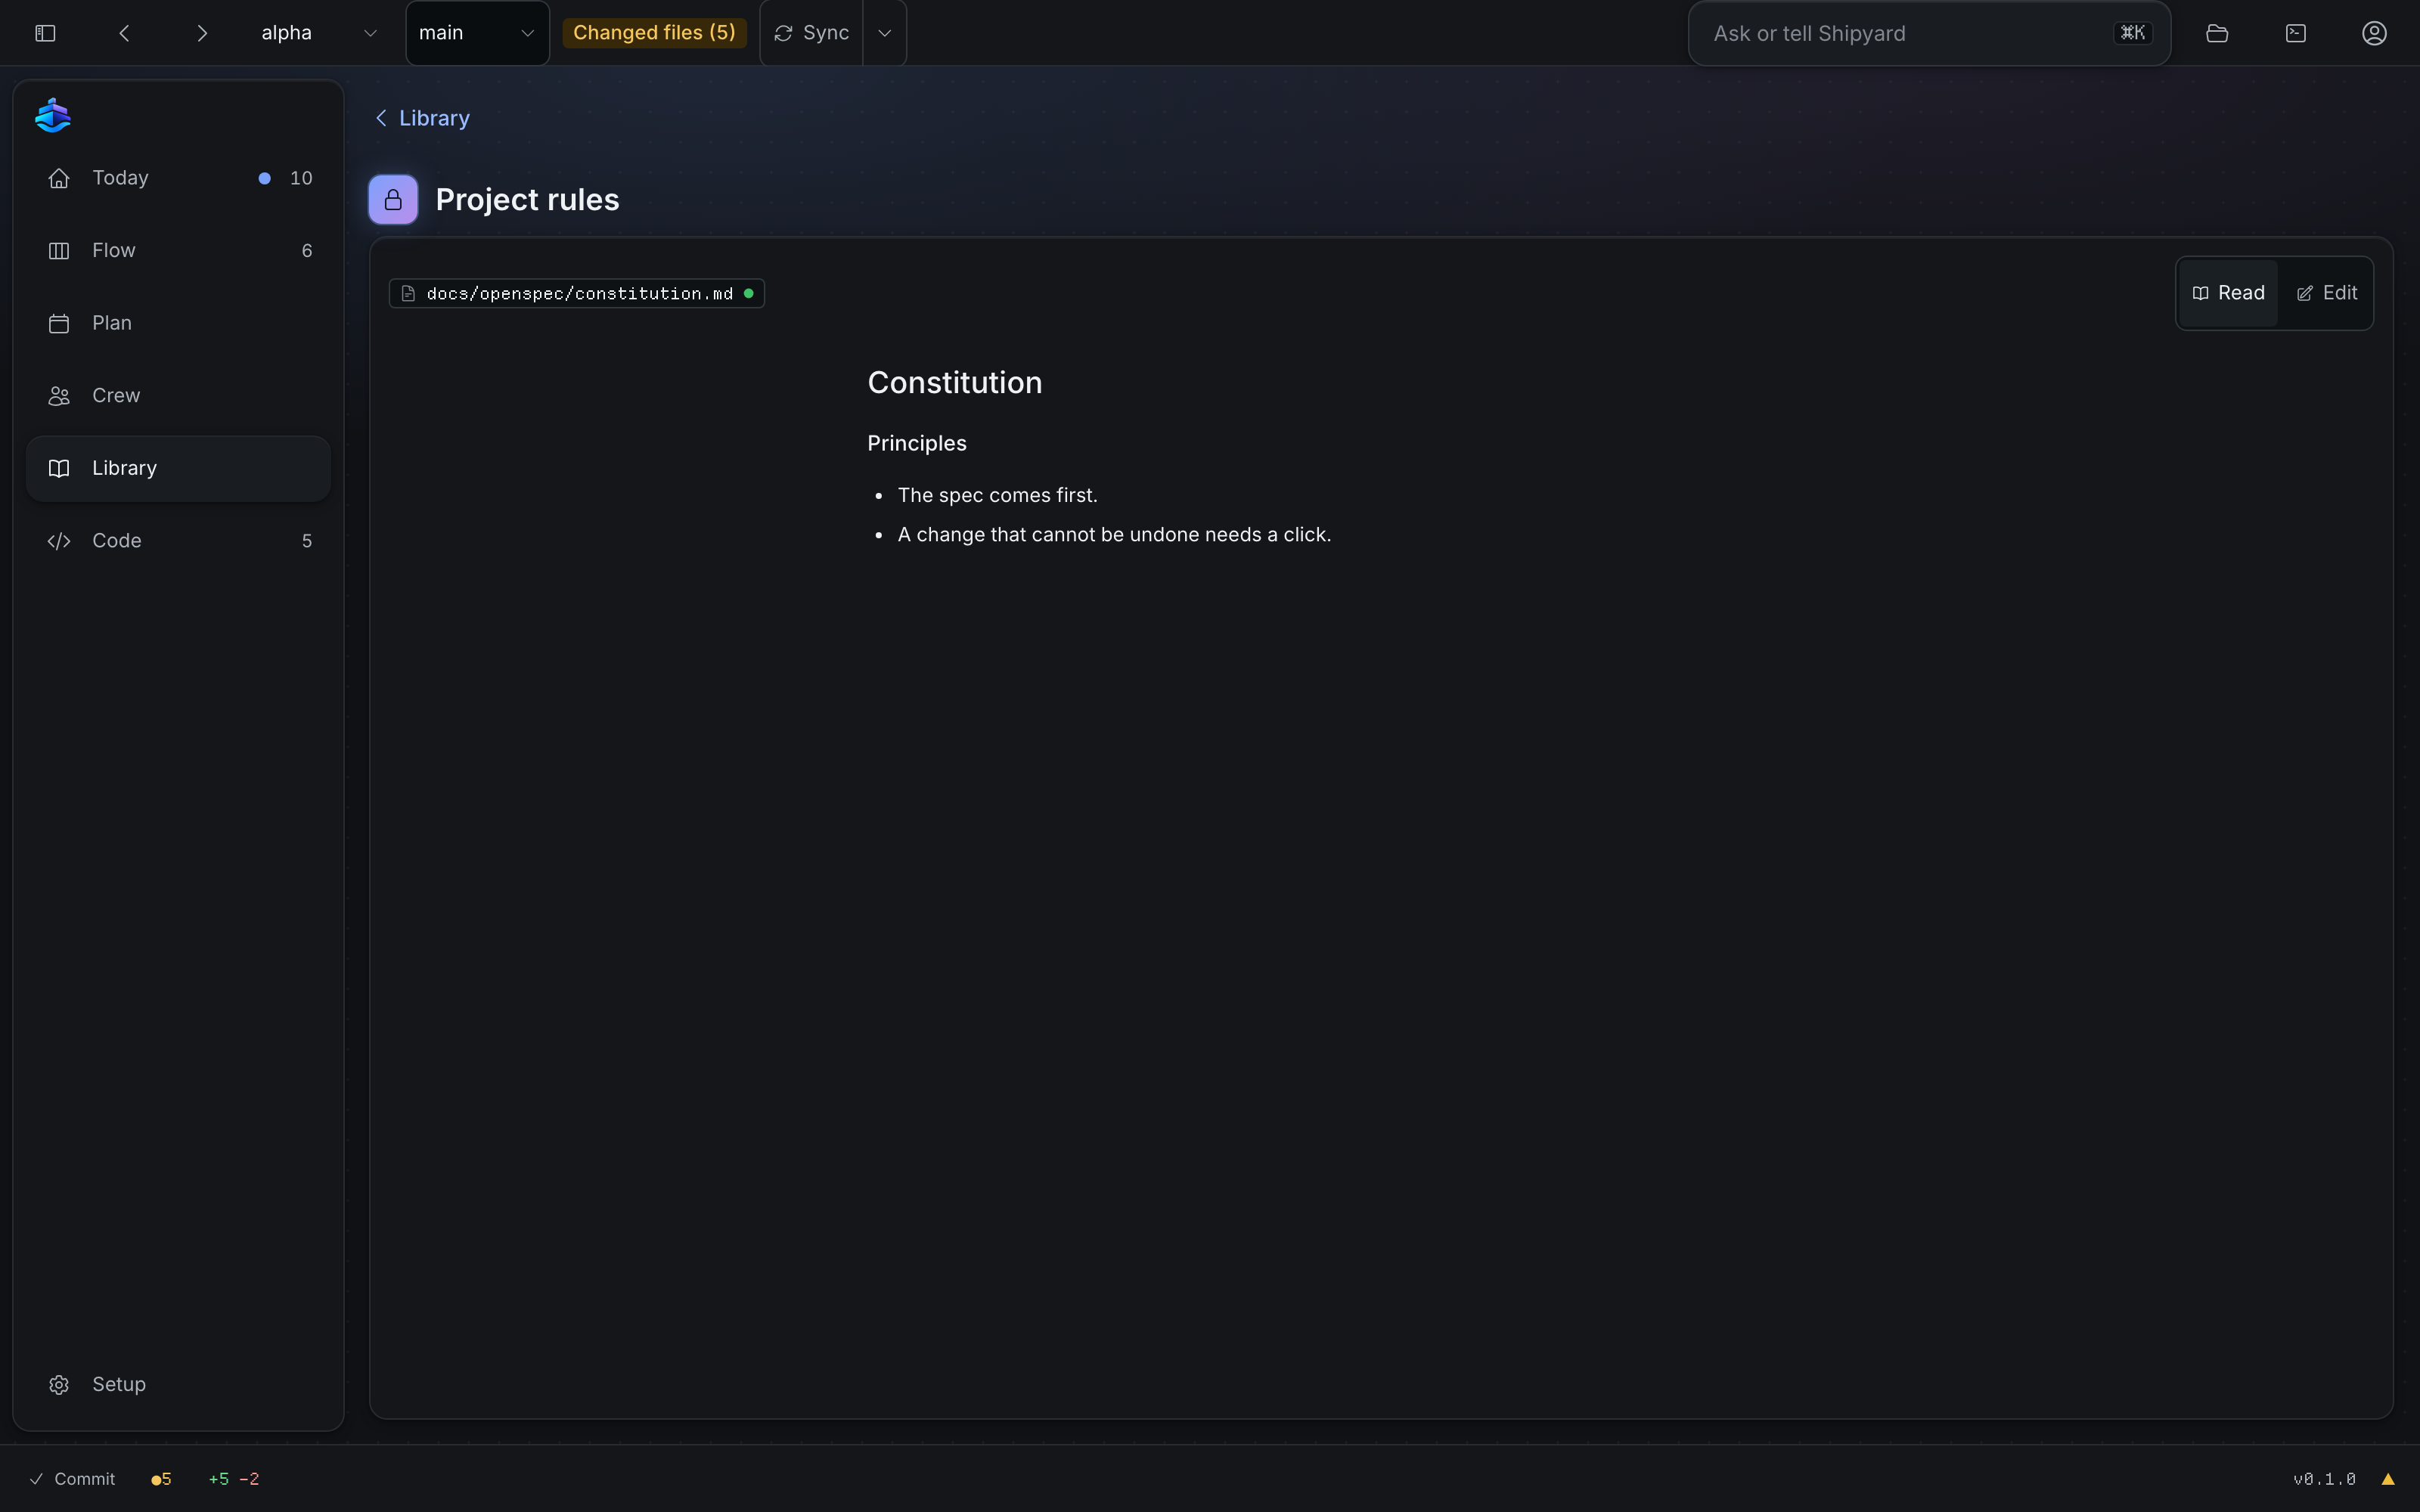 alpha
main
Changed files (5)
Sync
Ask or tell Shipyard
⌘K
Today 10
Flow 6
Plan
Crew
Library
Code 5
Setup
Library
Project rules
docs/openspec/constitution.md
Read
Edit
Constitution
Principles
• The spec comes first.
• A change that cannot be undone needs a click.
Commit
5
+5 -2
v0.1.0